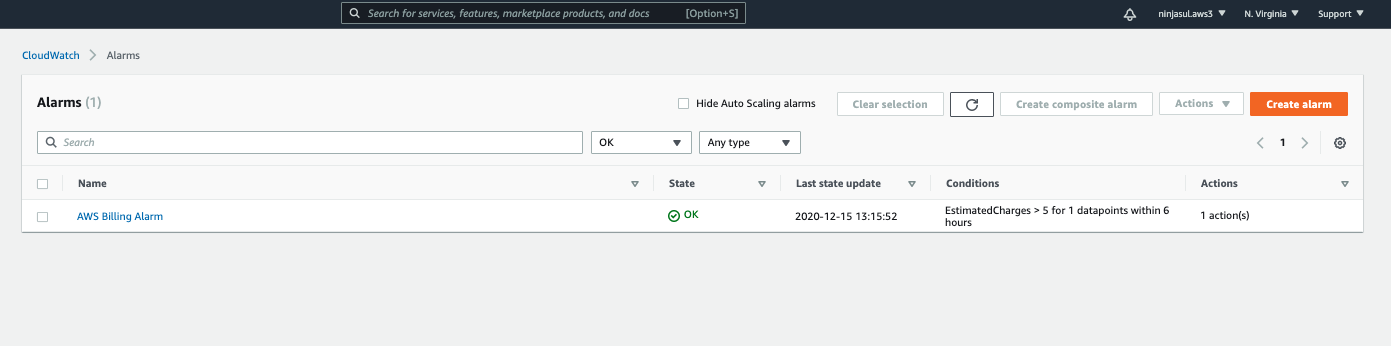 Search for services, features, marketplace products, and docs [Option+S] ninjasul.aws3 N. Virginia Support
CloudWatch > Alarms
Alarms (1) Hide Auto Scaling alarms Clear selection Create composite alarm Actions Create alarm
Search OK Any type 1
Name State Last state update Conditions Actions
AWS Billing Alarm OK 2020-12-15 13:15:52 EstimatedCharges > 5 for 1 datapoints within 6 1 action(s)
hours